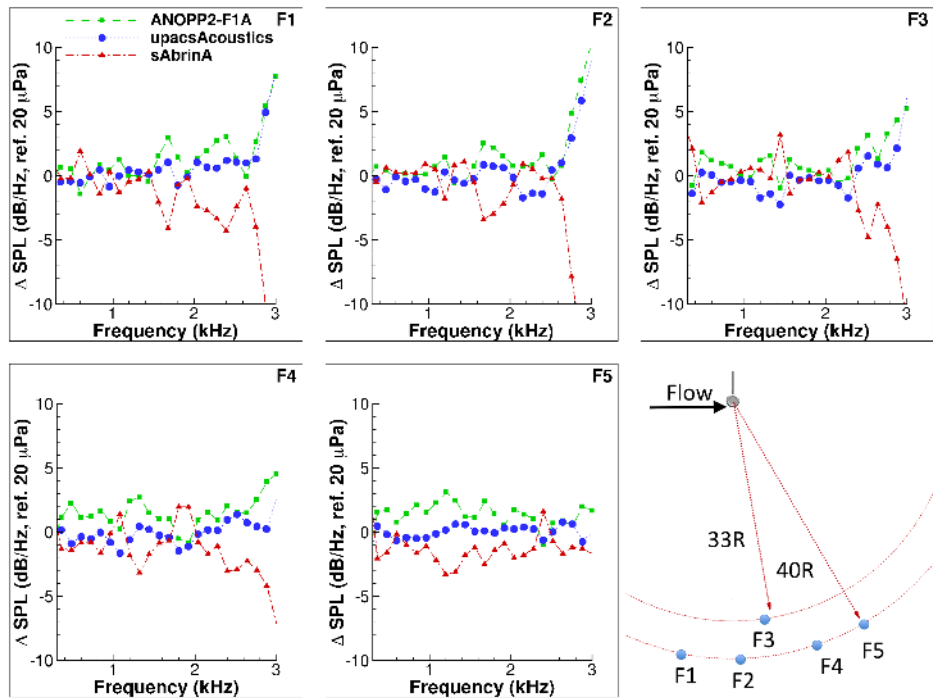 F1
ANOPP2-F1A
upacsAcoustics
sAbrinA
Δ SPL (dB/Hz, ref. 20 μPa)
10
5
0
-5
-10
1
2
3
Frequency (kHz)
F2
Δ SPL (dB/Hz, ref. 20 μPa)
10
5
0
-5
-10
1
2
3
Frequency (kHz)
F3
Δ SPL (dB/Hz, ref. 20 μPa)
10
5
0
-5
-10
1
2
3
Frequency (kHz)
F4
Δ SPL (dB/Hz, ref. 20 μPa)
10
5
0
-5
-10
1
2
3
Frequency (kHz)
F5
Δ SPL (dB/Hz, ref. 20 μPa)
10
5
0
-5
-10
1
2
3
Frequency (kHz)
Flow
33R
40R
F3
F5
F4
F1
F2